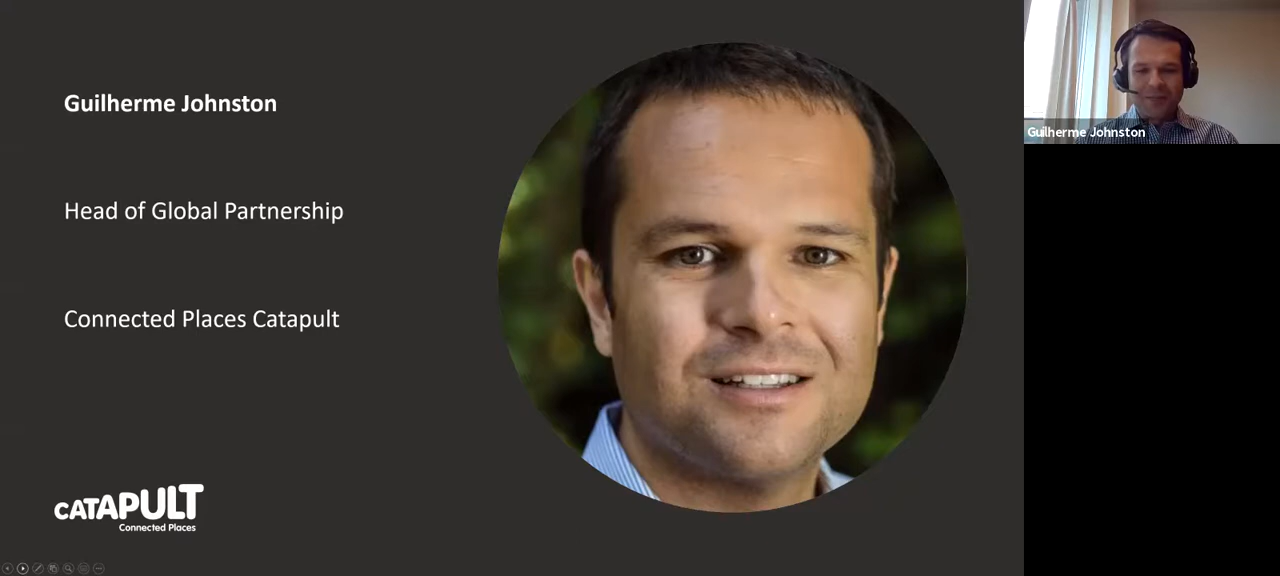 Guilherme Johnston
Head of Global Partnership
Connected Places Catapult
CATAPULT
Connected Places
Guilherme Johnston